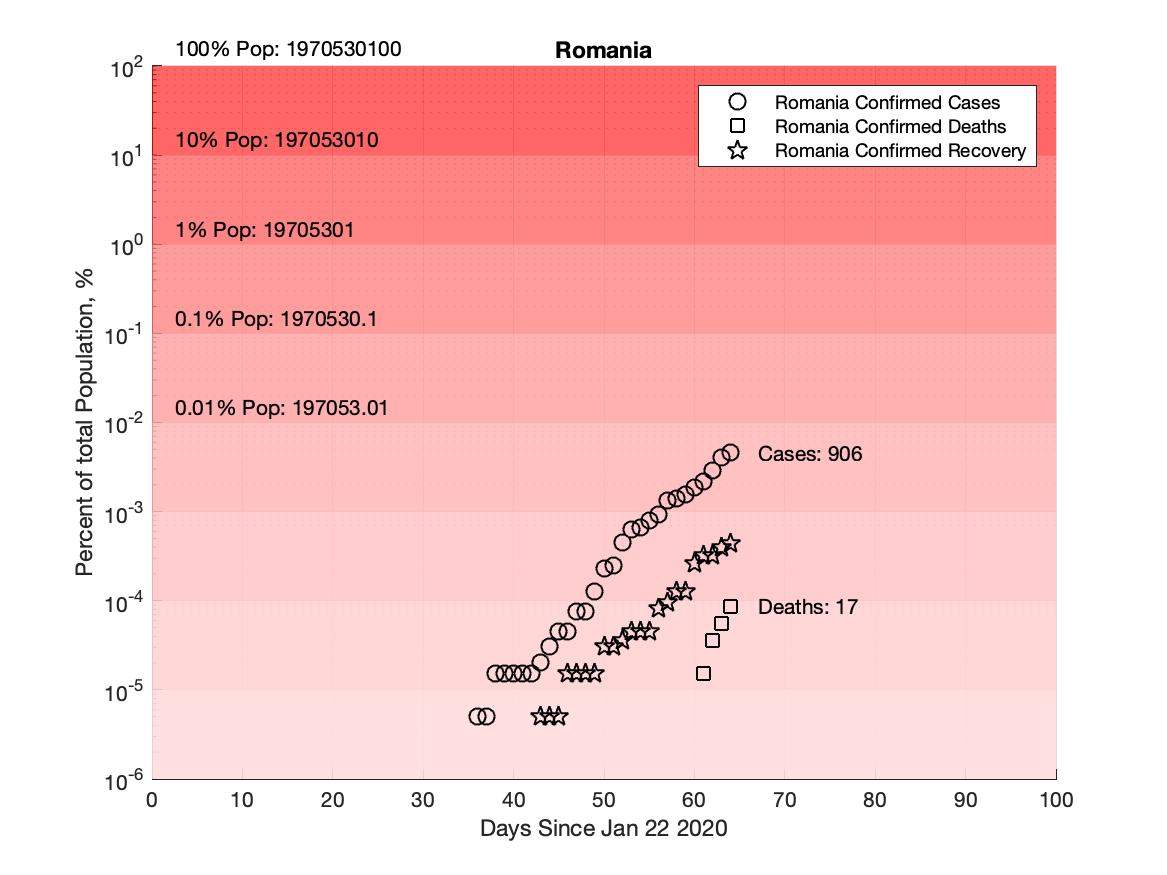 100% Pop: 1970530100
Romania
10% Pop: 197053010
1% Pop: 19705301
0.1% Pop: 1970530.1
0.01% Pop: 197053.01
Romania Confirmed Cases
Romania Confirmed Deaths
Romania Confirmed Recovery
Cases: 906
Deaths: 17
Percent of total Population, %
10^2
10^1
10^0
10^-1
10^-2
10^-3
10^-4
10^-5
10^-6
0 10 20 30 40 50 60 70 80 90 100
Days Since Jan 22 2020